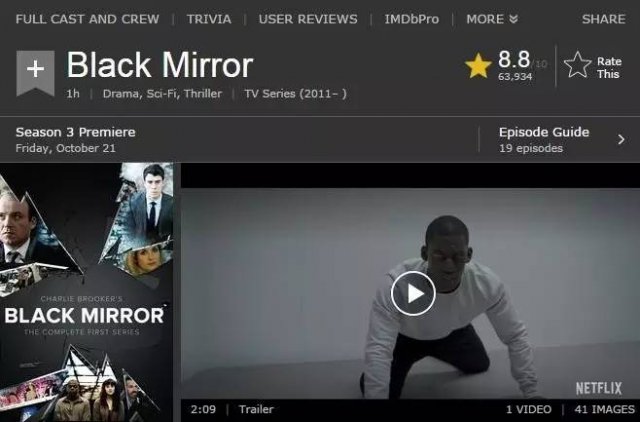 FULL CAST AND CREW | TRIVIA | USER REVIEWS | IMDbPro | MORE | SHARE
+ Black Mirror
8.8/10
63,934
Rate
This
1h | Drama, Sci-Fi, Thriller | TV Series (2011– )
Season 3 Premiere
Friday, October 21
Episode Guide
19 episodes
CHARLIE BROOKER'S
BLACK MIRROR
THE COMPLETE FIRST SERIES
NETFLIX
2:09 | Trailer
1 VIDEO | 41 IMAGES